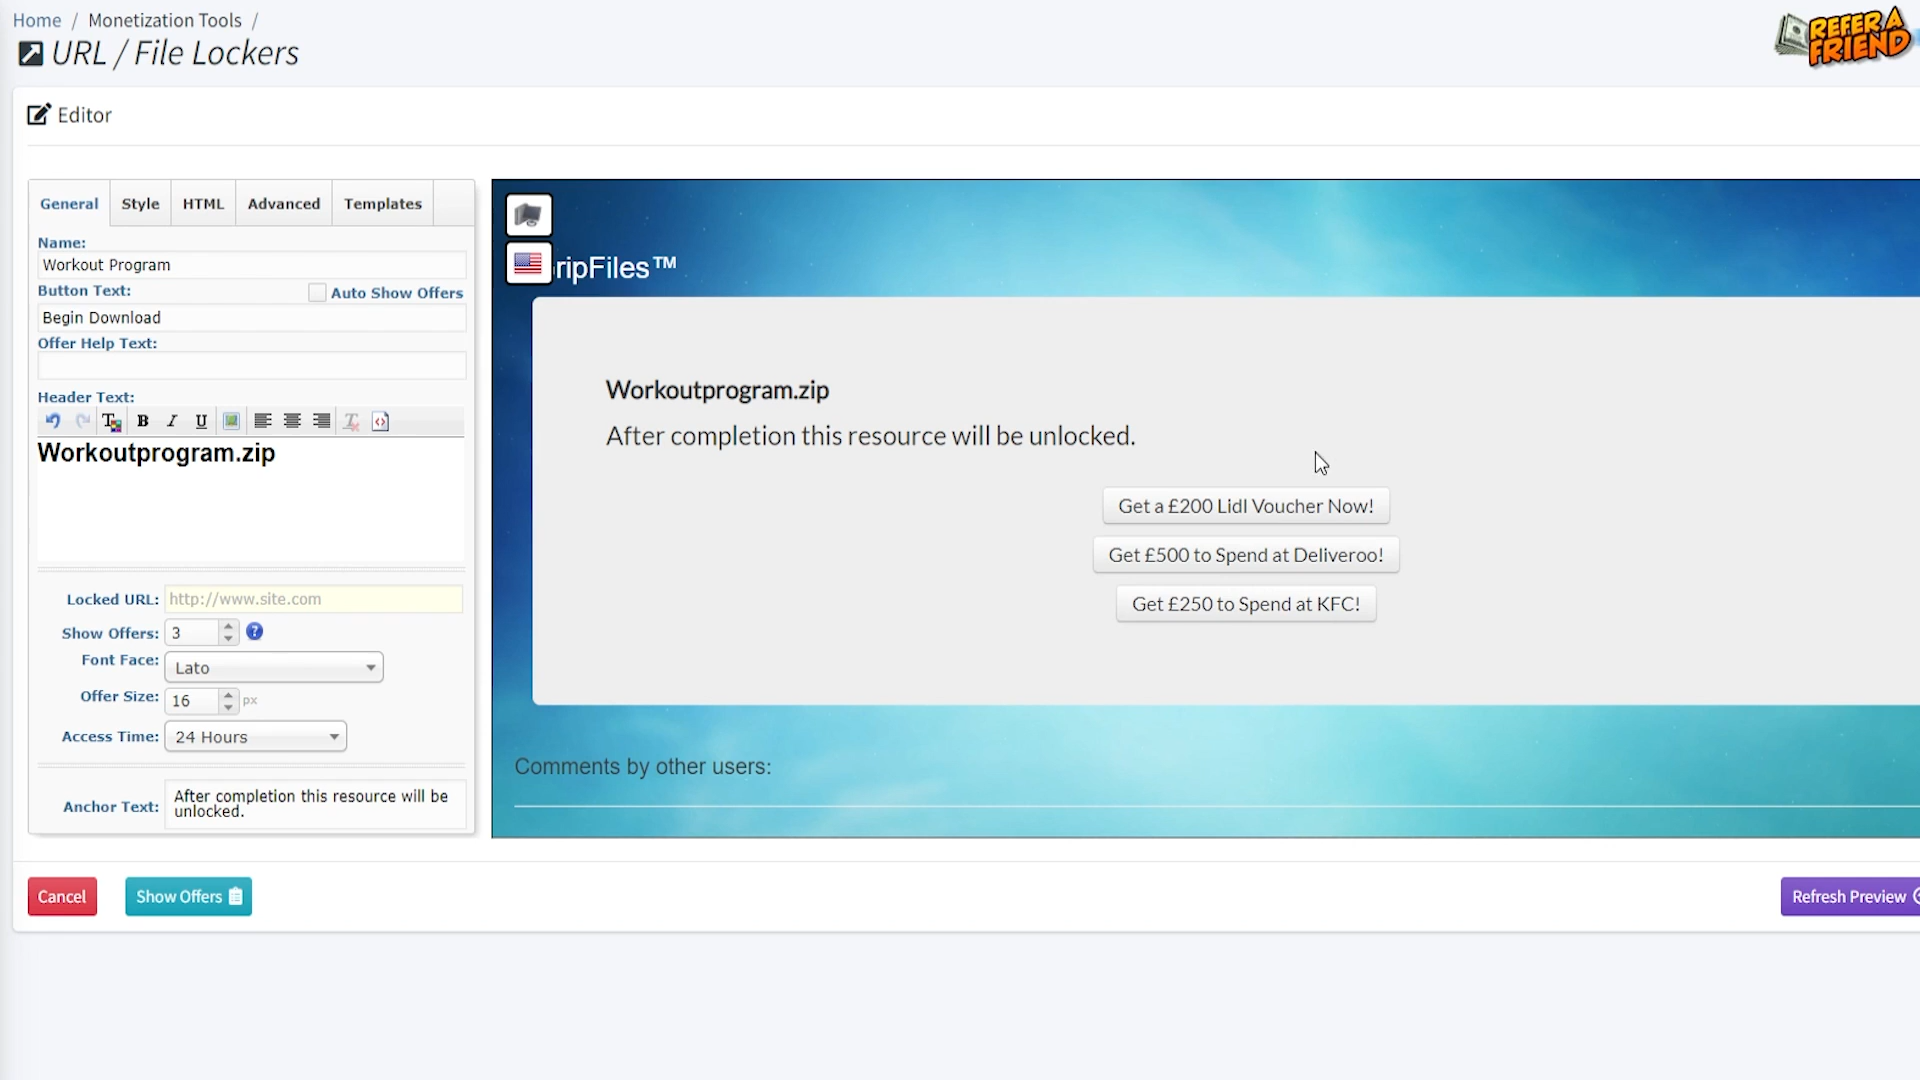 Home / Monetization Tools /
URL / File Lockers
REFER A
FRIEND
Editor
General Style HTML Advanced Templates
Name:
Workout Program
Button Text:
Auto Show Offers
Begin Download
Offer Help Text:
Header Text:
B I U
Workoutprogram.zip
Locked URL: http://www.site.com
Show Offers: 3
Font Face: Lato
Offer Size: 16 px
Access Time: 24 Hours
Anchor Text: After completion this resource will be
unlocked.
ripFiles™
Workoutprogram.zip
After completion this resource will be unlocked.
Get a £200 Lidl Voucher Now!
Get £500 to Spend at Deliveroo!
Get £250 to Spend at KFC!
Comments by other users:
Cancel
Show Offers
Refresh Preview